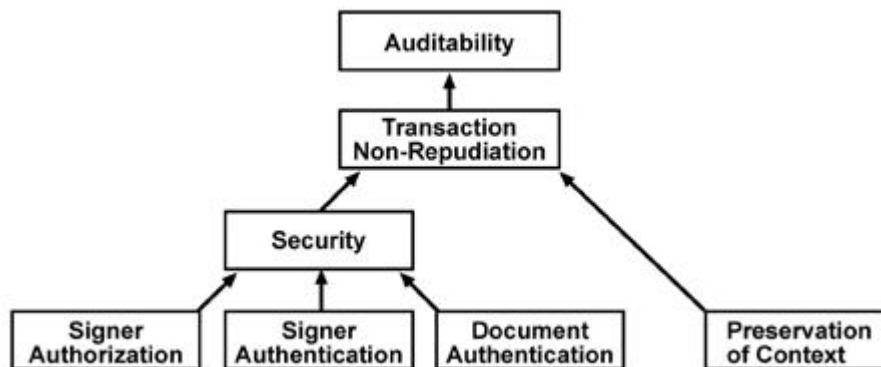 Auditability
Transaction
Non-Repudiation
Security
Signer
Authorization
Signer
Authentication
Document
Authentication
Preservation
of Context